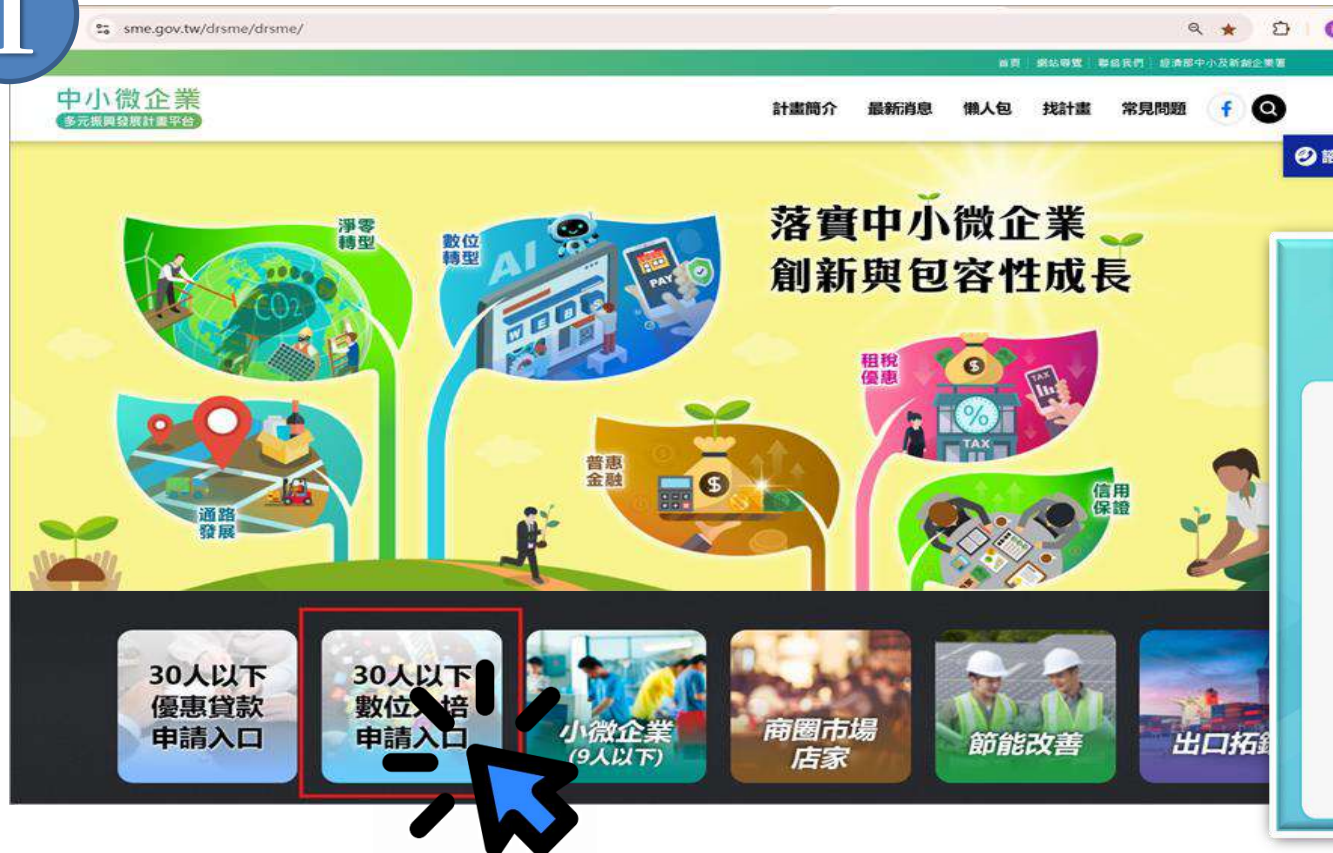 1
sme.gov.tw/drsme/drsme/
首頁 網站導覽 聯絡我們 經濟部中小及新創企業署
中小微企業
多元振興發展計畫平台
計畫簡介 最新消息 懶人包 找計畫 常見問題 f
落實中小微企業
創新與包容性成長
淨零
轉型
CO2
數位
轉型
AI
PAY
WEBS
租稅
優惠
$
TAX
%
TAX
普惠
金融
$
通路
發展
信用
保證
30人以下
優惠貸款
申請入口
30人以下
數位
培
申請入口
小微企業
(9人以下)
商圈市場
店家
節能改善
出口拓